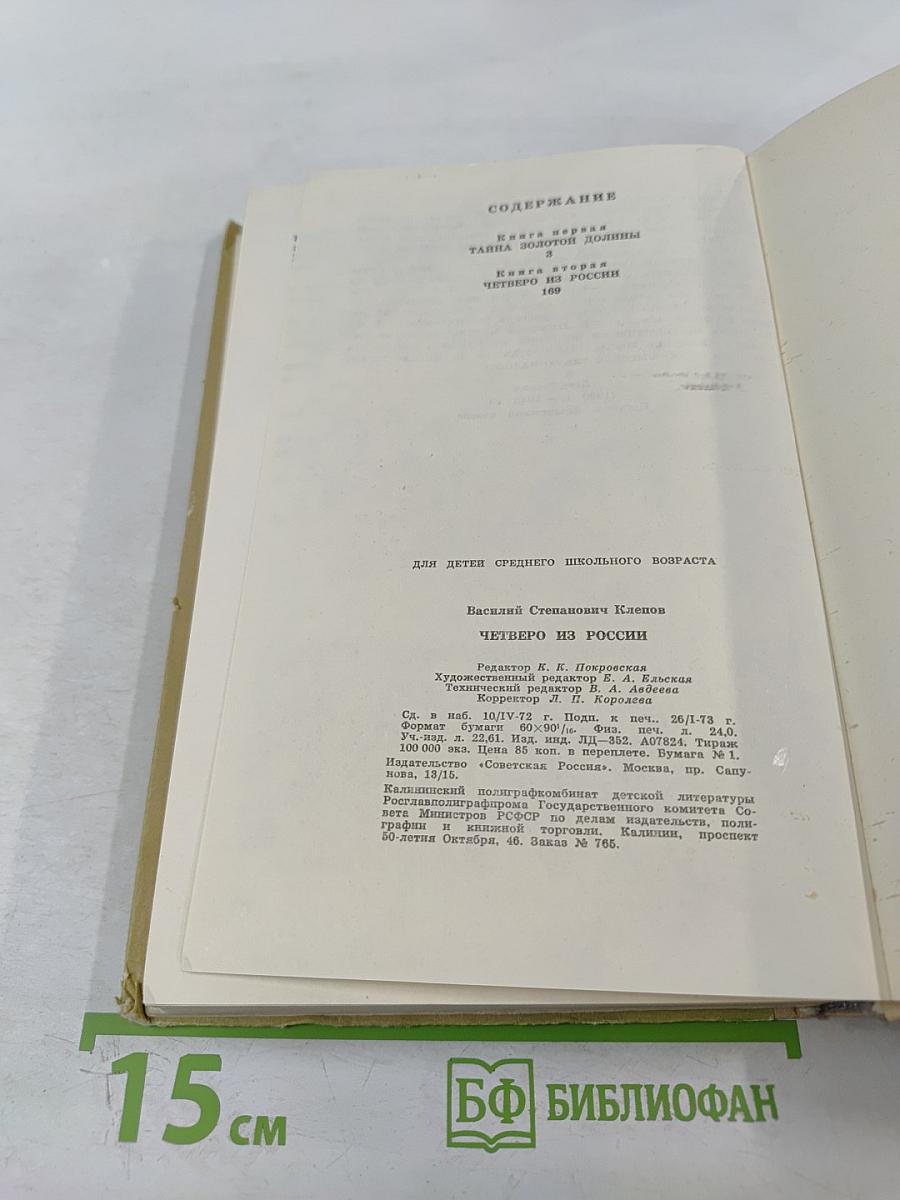 СОДЕРЖАНИЕ
Книга первая
ТАЙНА ЗОЛОТОЙ ДОЛИНЫ
3
Книга вторая
ЧЕТВЕРО ИЗ РОССИИ
169
ДЛЯ ДЕТЕЙ СРЕДНЕГО ШКОЛЬНОГО ВОЗРАСТА
Василий Степанович Клепов
ЧЕТВЕРО ИЗ РОССИИ
Редактор К. К. Покровская
Художественный редактор Е. А. Ельская
Технический редактор В. А. Авдеева
Корректор Л. П. Королева
Сд. в наб. 10/IV-72 г. Подп. к печ.. 26/I-73 г.
Формат бумаги 60×90¹/₁₆. Физ. печ. л. 24,0.
Уч.-изд. л. 22,61. Изд. инд. ЛД—352. А07824. Тираж
100 000 экз. Цена 85 коп. в переплете. Бумага № 1.
Издательство «Советская Россия». Москва, пр. Сапу-
нова, 13/15.
Калининский полиграфкомбинат детской литературы
Росглавполиграфпрома Государственного комитета Со-
вета Министров РСФСР по делам издательств, поли-
графии и книжной торговли. Калинин, проспект
50-летия Октября, 46. Заказ № 765.
15 см
БФ БИБЛИОФАН